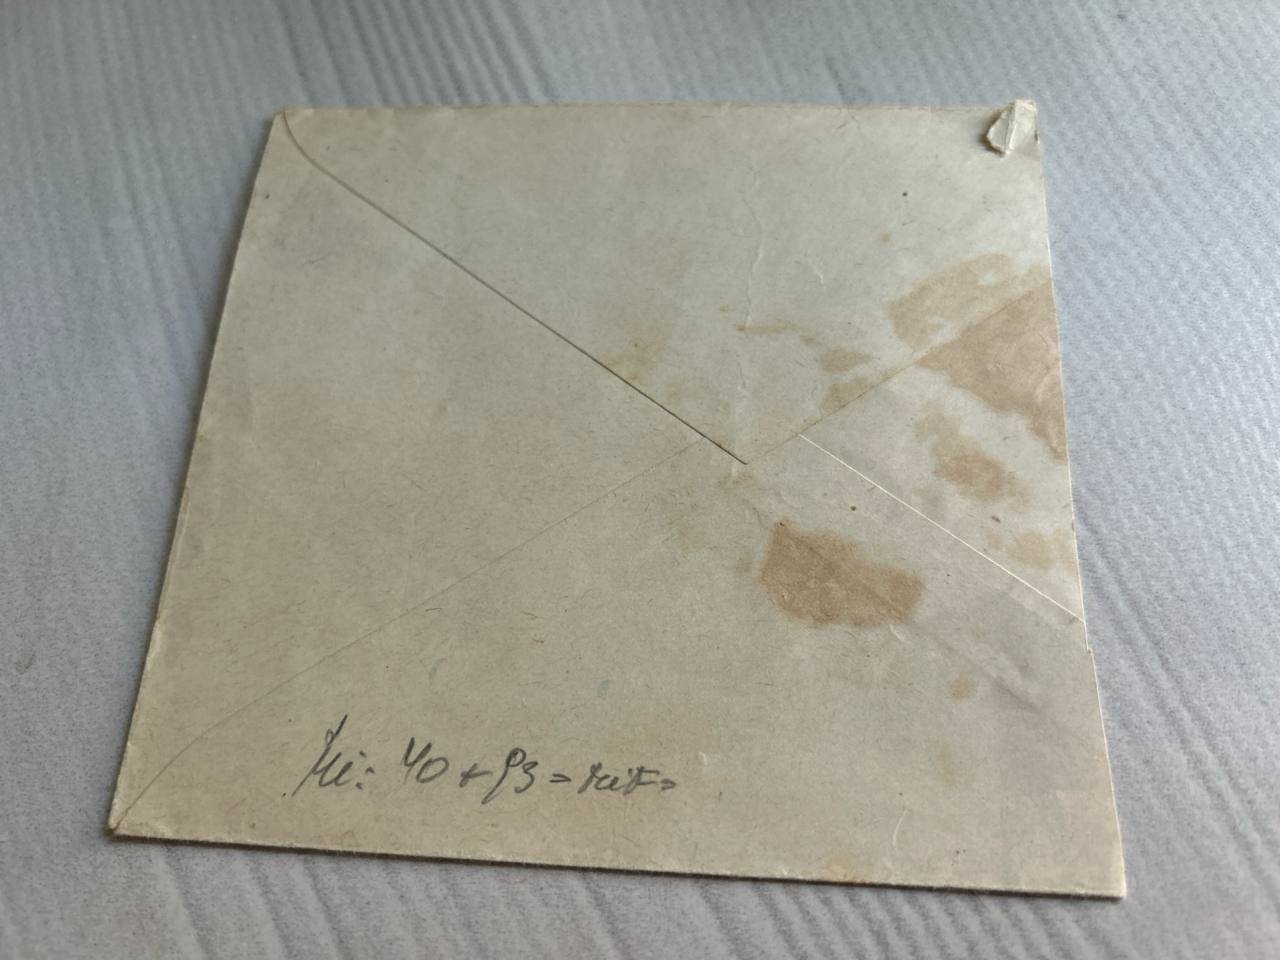 Mi: 40 + 93 =